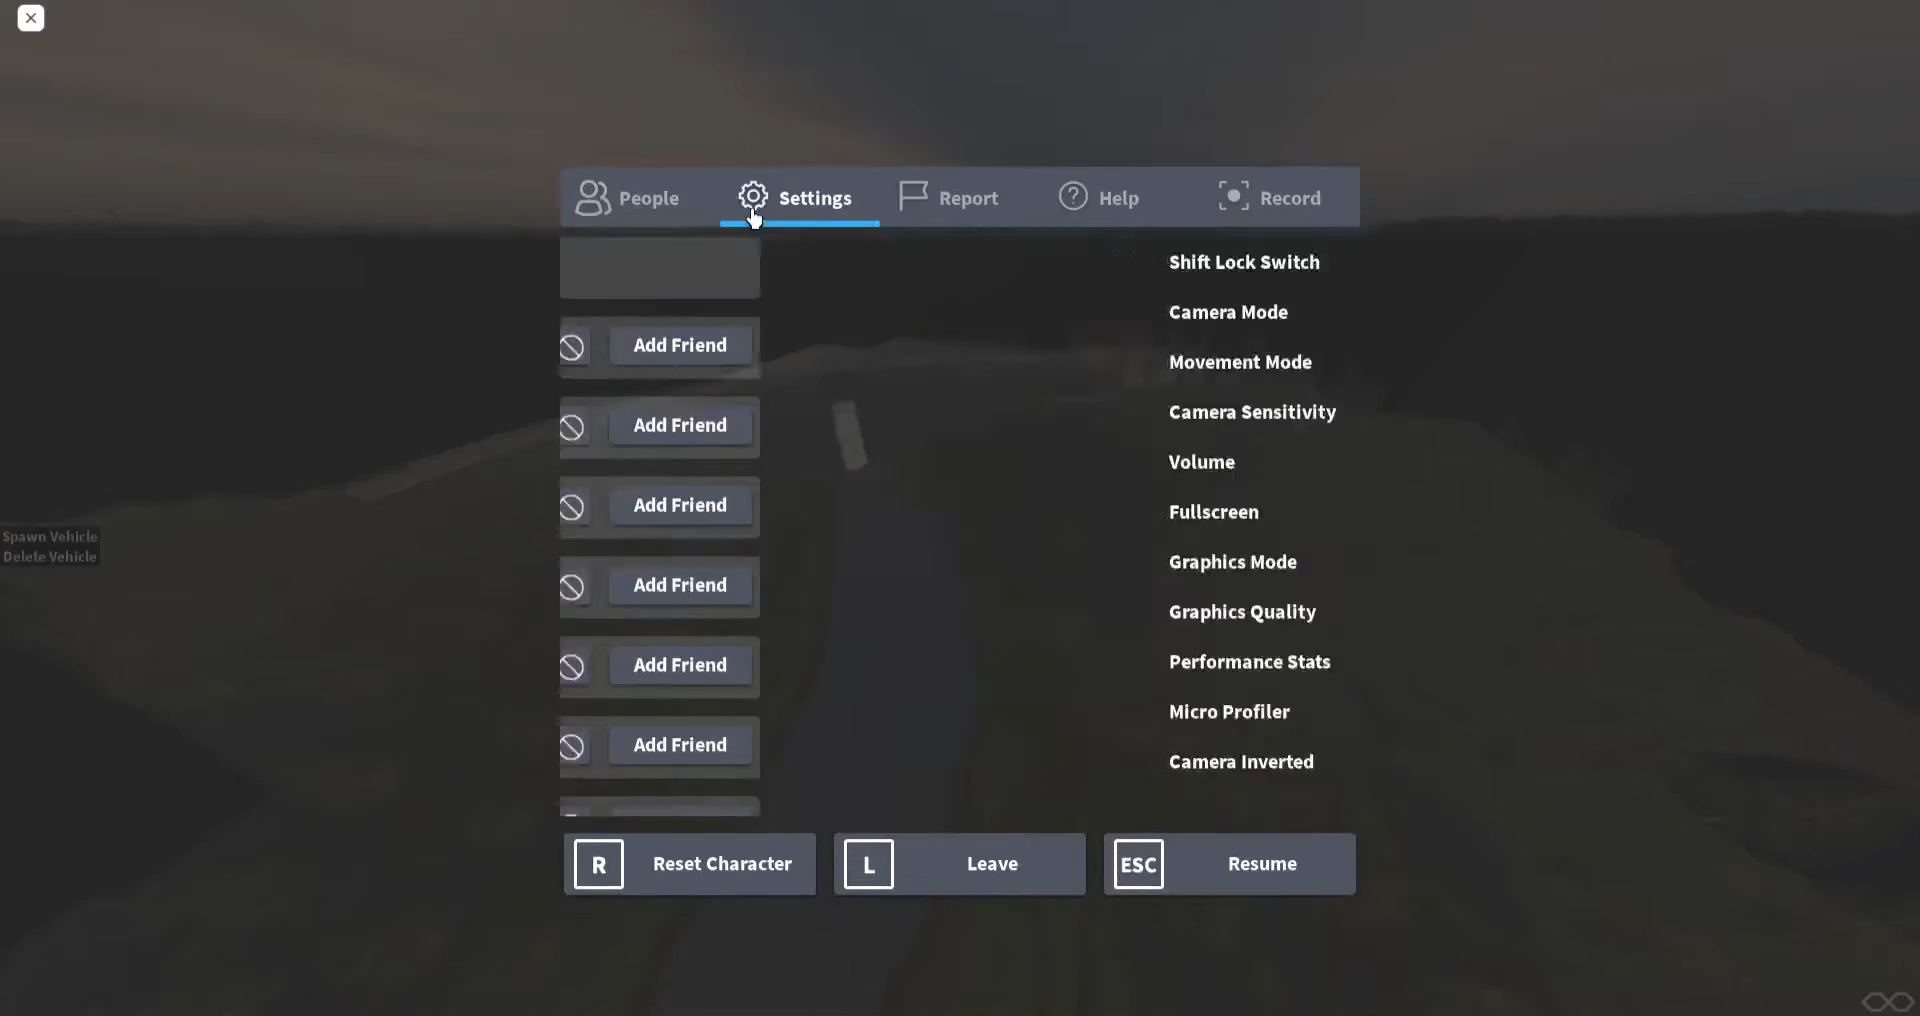 People
Settings
Report
Help
Record
Shift Lock Switch
Add Friend
Camera Mode
Movement Mode
Add Friend
Camera Sensitivity
Volume
Add Friend
Fullscreen
Spawn Vehicle
Delete Vehicle
Add Friend
Graphics Mode
Graphics Quality
Add Friend
Performance Stats
Micro Profiler
Add Friend
Camera Inverted
R Reset Character
L Leave
ESC Resume